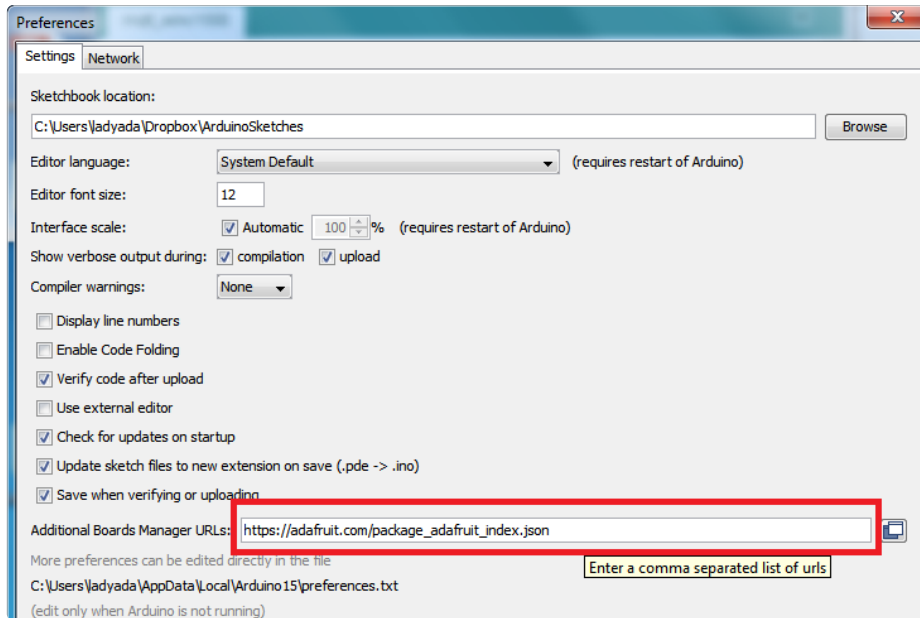 Preferences
Settings Network
Sketchbook location:
C:\Users\ladyada\Dropbox\ArduinoSketches Browse
Editor language: System Default (requires restart of Arduino)
Editor font size: 12
Interface scale: Automatic 100 % (requires restart of Arduino)
Show verbose output during: compilation upload
Compiler warnings: None
Display line numbers
Enable Code Folding
Verify code after upload
Use external editor
Check for updates on startup
Update sketch files to new extension on save (.pde -> .ino)
Save when verifying or uploading
Additional Boards Manager URLs: https://adafruit.com/package_adafruit_index.json
More preferences can be edited directly in the file
Enter a comma separated list of urls
C:\Users\ladyada\AppData\Local\Arduino15\preferences.txt
(edit only when Arduino is not running)